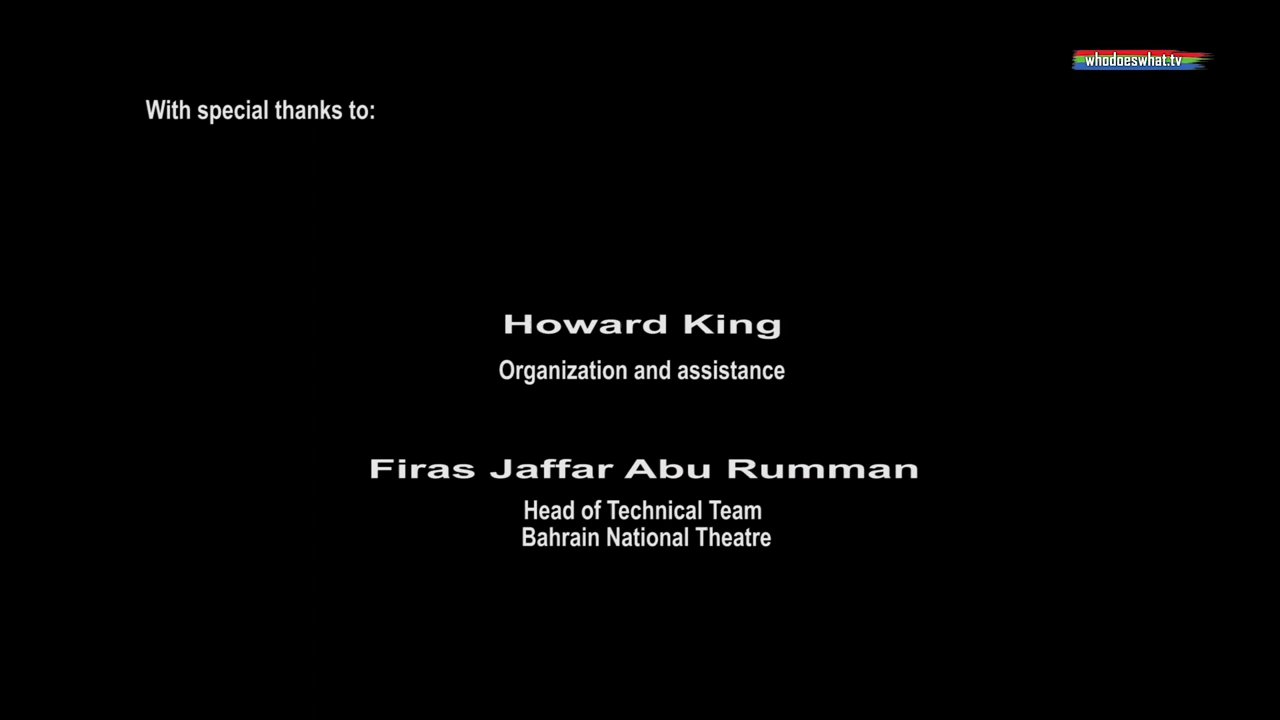 whodoeswhat.tv
With special thanks to:
Howard King
Organization and assistance
Firas Jaffar Abu Rumman
Head of Technical Team
Bahrain National Theatre